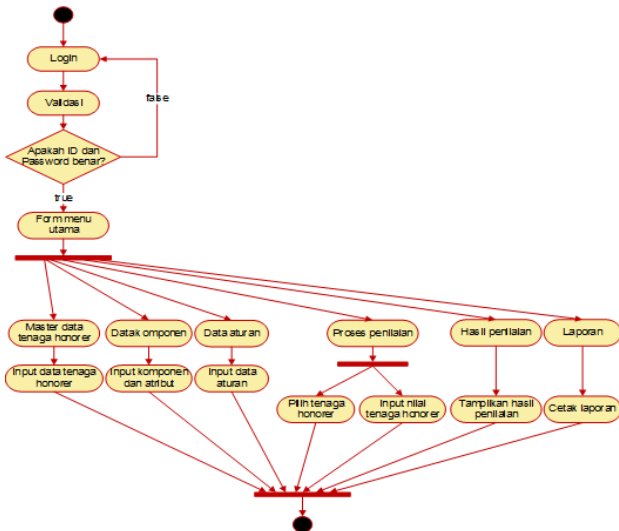 Login
Validasi
false
Apakah ID dan
Password benar?
true
Form menu
utama
Master data
tenaga honorer
Datak omponen
Data aturan
Proses penilaian
Hasil penilaian
Laporan
Input data tenaga
honorer
Input komponen
dan atribut
Input data
aturan
Pilih tenaga
honorer
Input nilai
tenaga honorer
Tampilkan hasil
penilaian
Cetak laporan